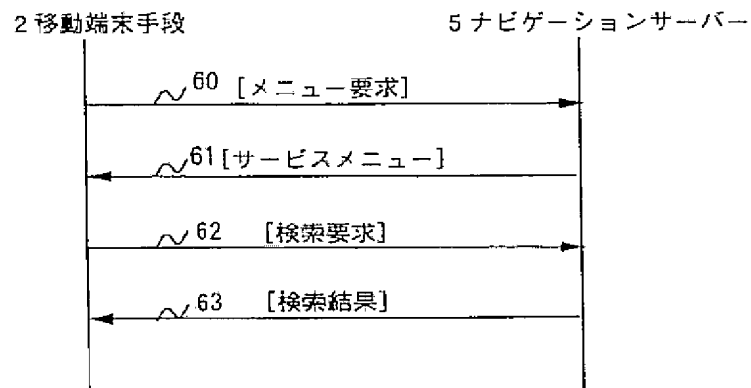 2移動端末手段
5ナビゲーションサーバー
60 [メニュー要求]
61[サービスメニュー]
62 [検索要求]
63 [検索結果]